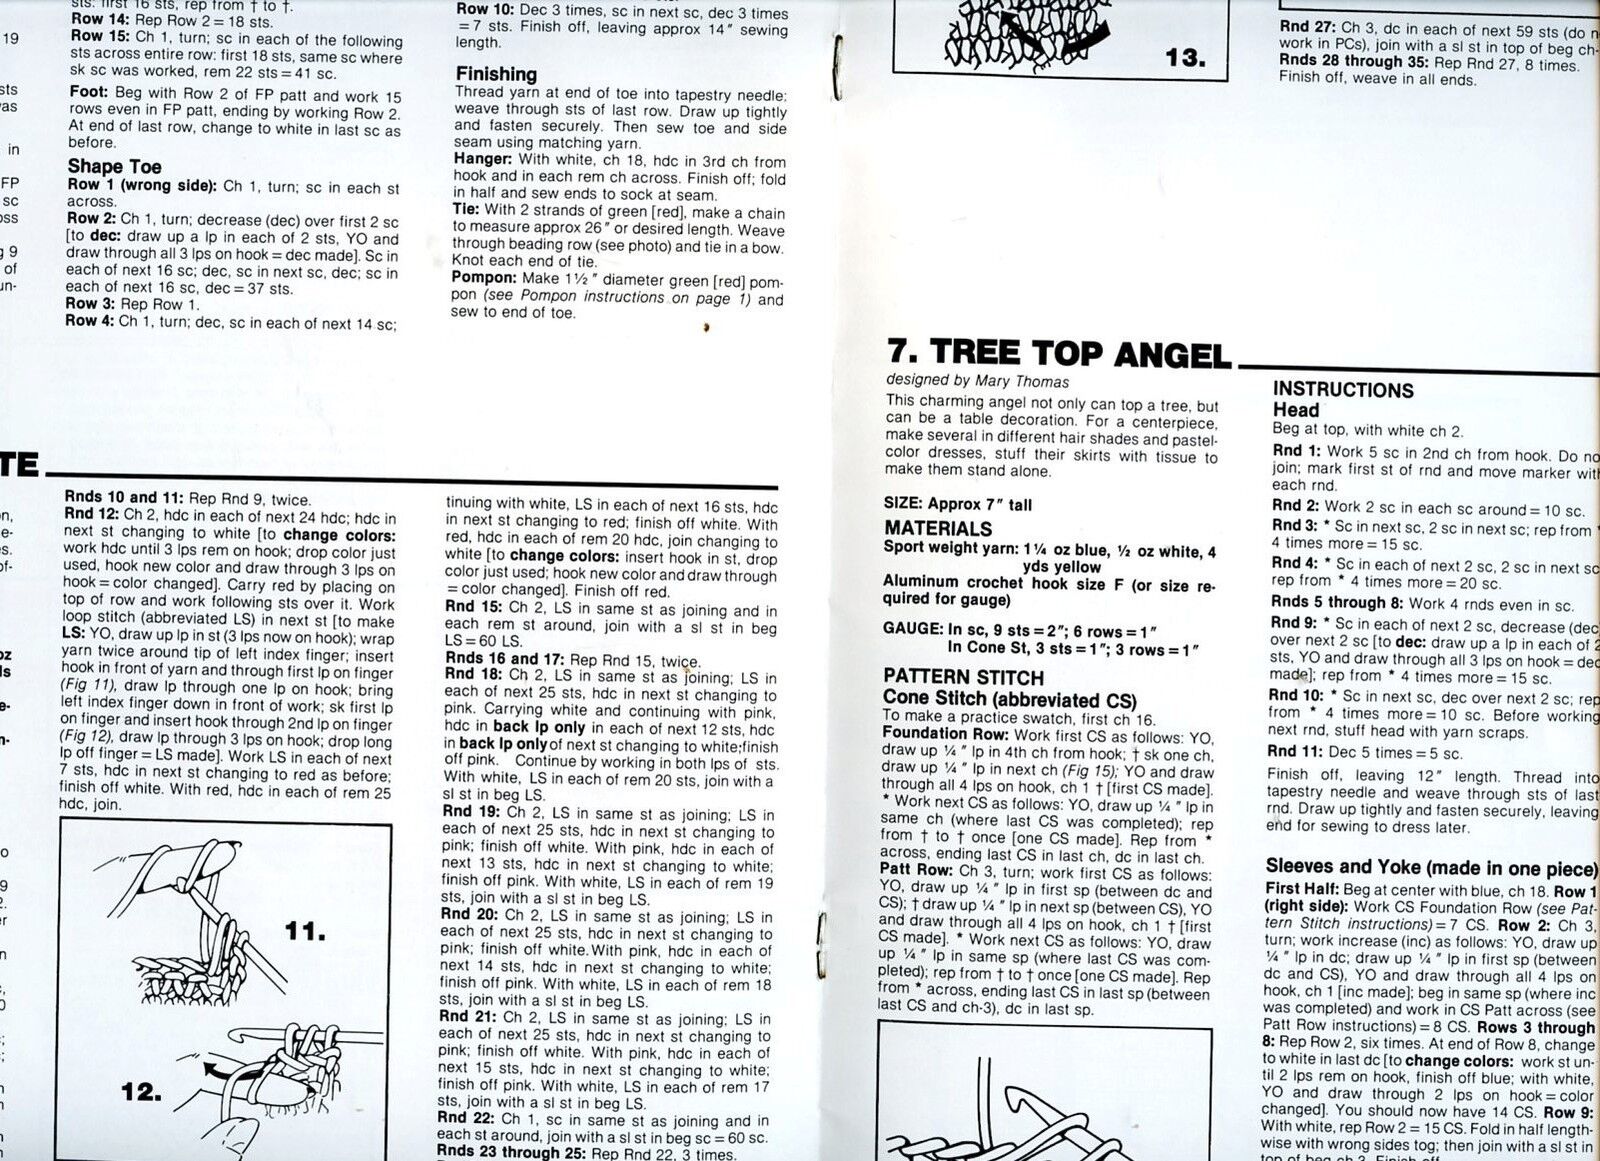 19
sts
as
in
FP
sc
oss
g 9
of
un-
sts: first 16 sts, rep from † to †.
Row 14: Rep Row 2 = 18 sts.
Row 15: Ch 1, turn; sc in each of the following
sts across entire row: first 18 sts, same sc where
sk sc was worked, rem 22 sts = 41 sc.
Foot: Beg with Row 2 of FP patt and work 15
rows even in FP patt, ending by working Row 2.
At end of last row, change to white in last sc as
before.
Shape Toe
Row 1 (wrong side): Ch 1, turn; sc in each st
across.
Row 2: Ch 1, turn; decrease (dec) over first 2 sc
[to dec: draw up a lp in each of 2 sts, YO and
draw through all 3 lps on hook = dec made]. Sc in
each of next 16 sc; dec, sc in next sc, dec; sc in
each of next 16 sc, dec = 37 sts.
Row 3: Rep Row 1.
Row 4: Ch 1, turn; dec, sc in each of next 14 sc;
Row 10: Dec 3 times, sc in next sc, dec 3 times
= 7 sts. Finish off, leaving approx 14" sewing
length.
Finishing
Thread yarn at end of toe into tapestry needle;
weave through sts of last row. Draw up tightly
and fasten securely. Then sew toe and side
seam using matching yarn.
Hanger: With white, ch 18, hdc in 3rd ch from
hook and in each rem ch across. Finish off; fold
in half and sew ends to sock at seam.
Tie: With 2 strands of green [red], make a chain
to measure approx 26" or desired length. Weave
through beading row (see photo) and tie in a bow.
Knot each end of tie.
Pompon: Make 1½" diameter green [red] pom-
pon (see Pompon instructions on page 1) and
sew to end of toe.
TE
Rnds 10 and 11: Rep Rnd 9, twice.
Rnd 12: Ch 2, hdc in each of next 24 hdc; hdc in
next st changing to white [to change colors:
work hdc until 3 lps rem on hook; drop color just
used, hook new color and draw through 3 lps on
hook = color changed]. Carry red by placing on
top of row and work following sts over it. Work
loop stitch (abbreviated LS) in next st [to make
LS: YO, draw up lp in st (3 lps now on hook); wrap
yarn twice around tip of left index finger; insert
hook in front of yarn and through first lp on finger
(Fig 11), draw lp through one lp on hook; bring
left index finger down in front of work; sk first lp
on finger and insert hook through 2nd lp on finger
(Fig 12), draw lp through 3 lps on hook; drop long
lp off finger = LS made]. Work LS in each of next
7 sts, hdc in next st changing to red as before;
finish off white. With red, hdc in each of rem 25
hdc, join.
11.
12.
tinuing with white, LS in each of next 16 sts, hdc
in next st changing to red; finish off white. With
red, hdc in each of rem 20 hdc, join changing to
white [to change colors: insert hook in st, drop
color just used; hook new color and draw through
= color changed]. Finish off red.
Rnd 15: Ch 2, LS in same st as joining and in
each rem st around, join with a sl st in beg
LS = 60 LS.
Rnds 16 and 17: Rep Rnd 15, twice.
Rnd 18: Ch 2, LS in same st as joining; LS in
each of next 25 sts, hdc in next st changing to
pink. Carrying white and continuing with pink,
hdc in back lp only in each of next 12 sts, hdc
in back lp only of next st changing to white;finish
off pink. Continue by working in both lps of sts.
With white, LS in each of rem 20 sts, join with a
sl st in beg LS.
Rnd 19: Ch 2, LS in same st as joining; LS in
each of next 25 sts, hdc in next st changing to
pink; finish off white. With pink, hdc in each of
next 13 sts, hdc in next st changing to white;
finish off pink. With white, LS in each of rem 19
sts, join with a sl st in beg LS.
Rnd 20: Ch 2, LS in same st as joining; LS in
each of next 25 sts, hdc in next st changing to
pink; finish off white. With pink, hdc in each of
next 14 sts, hdc in next st changing to white;
finish off pink. With white, LS in each of rem 18
sts, join with a sl st in beg LS.
Rnd 21: Ch 2, LS in same st as joining; LS in
each of next 25 sts, hdc in next st changing to
pink; finish off white. With pink, hdc in each of
next 15 sts, hdc in next st changing to white;
finish off pink. With white, LS in each of rem 17
sts, join with a sl st in beg LS.
Rnd 22: Ch 1, sc in same st as joining and in
each st around, join with a sl st in beg sc = 60 sc.
Rnds 23 through 25: Rep Rnd 22, 3 times.
13.
Rnd 27: Ch 3, dc in each of next 59 sts (do n
work in PCs), join with a sl st in top of beg ch-
Rnds 28 through 35: Rep Rnd 27, 8 times.
Finish off, weave in all ends.
7. TREE TOP ANGEL
designed by Mary Thomas
This charming angel not only can top a tree, but
can be a table decoration. For a centerpiece,
make several in different hair shades and pastel-
color dresses, stuff their skirts with tissue to
make them stand alone.
SIZE: Approx 7" tall
MATERIALS
Sport weight yarn: 1¼ oz blue, ½ oz white, 4
yds yellow
Aluminum crochet hook size F (or size re-
quired for gauge)
GAUGE: In sc, 9 sts = 2"; 6 rows = 1"
In Cone St, 3 sts = 1"; 3 rows = 1"
PATTERN STITCH
Cone Stitch (abbreviated CS)
To make a practice swatch, first ch 16.
Foundation Row: Work first CS as follows: YO,
draw up ¼" lp in 4th ch from hook; † sk one ch,
draw up ¼" lp in next ch (Fig 15); YO and draw
through all 4 lps on hook, ch 1 † [first CS made].
* Work next CS as follows: YO, draw up ¼" lp in
same ch (where last CS was completed); rep
from † to † once [one CS made]. Rep from *
across, ending last CS in last ch, dc in last ch.
Patt Row: Ch 3, turn; work first CS as follows:
YO, draw up ¼" lp in first sp (between dc and
CS); † draw up ¼" lp in next sp (between CS), YO
and draw through all 4 lps on hook, ch 1 † [first
CS made]. * Work next CS as follows: YO, draw
up ¼" lp in same sp (where last CS was com-
pleted); rep from † to † once [one CS made]. Rep
from * across, ending last CS in last sp (between
last CS and ch-3), dc in last sp.
INSTRUCTIONS
Head
Beg at top, with white ch 2.
Rnd 1: Work 5 sc in 2nd ch from hook. Do no
join; mark first st of rnd and move marker wit
each rnd.
Rnd 2: Work 2 sc in each sc around = 10 sc.
Rnd 3: * Sc in next sc, 2 sc in next sc; rep from *
4 times more = 15 sc.
Rnd 4: * Sc in each of next 2 sc, 2 sc in next sc
rep from * 4 times more = 20 sc.
Rnds 5 through 8: Work 4 rnds even in sc.
Rnd 9: * Sc in each of next 2 sc, decrease (dec
over next 2 sc [to dec: draw up a lp in each of 2
sts, YO and draw through all 3 lps on hook = dec
made]; rep from * 4 times more = 15 sc.
Rnd 10: * Sc in next sc, dec over next 2 sc; rep
from * 4 times more = 10 sc. Before working
next rnd, stuff head with yarn scraps.
Rnd 11: Dec 5 times = 5 sc.
Finish off, leaving 12" length. Thread into
tapestry needle and weave through sts of last
rnd. Draw up tightly and fasten securely, leaving
end for sewing to dress later.
Sleeves and Yoke (made in one piece)
First Half: Beg at center with blue, ch 18. Row 1
(right side): Work CS Foundation Row (see Pat-
tern Stitch instructions) = 7 CS. Row 2: Ch 3,
turn; work increase (inc) as follows: YO, draw up
¼" lp in dc; draw up ¼" lp in first sp (between
dc and CS), YO and draw through all 4 lps on
hook, ch 1 [inc made]; beg in same sp (where inc
was completed) and work in CS Patt across (see
Patt Row instructions) = 8 CS. Rows 3 through
8: Rep Row 2, six times. At end of Row 8, change
to white in last dc [to change colors: work st un-
til 2 lps rem on hook, finish off blue; with white,
YO and draw through 2 lps on hook = color
changed]. You should now have 14 CS. Row 9:
With white, rep Row 2 = 15 CS. Fold in half length-
wise with wrong sides tog; then join with a sl st in
top of beg ch-3. Finish off.